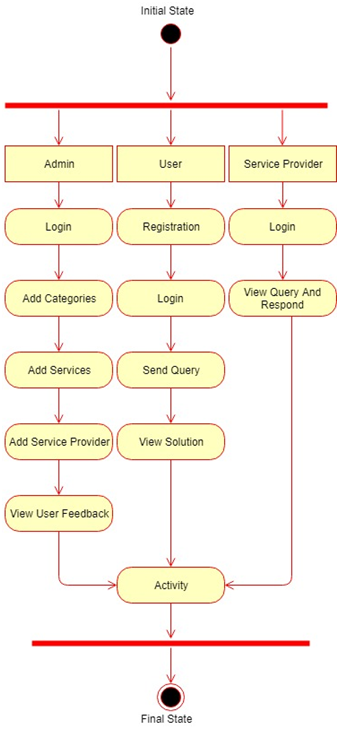 Initial State
Admin
User
Service Provider
Login
Registration
Login
Add Categories
Login
View Query And
Respond
Add Services
Send Query
Add Service Provider
View Solution
View User Feedback
Activity
Final State